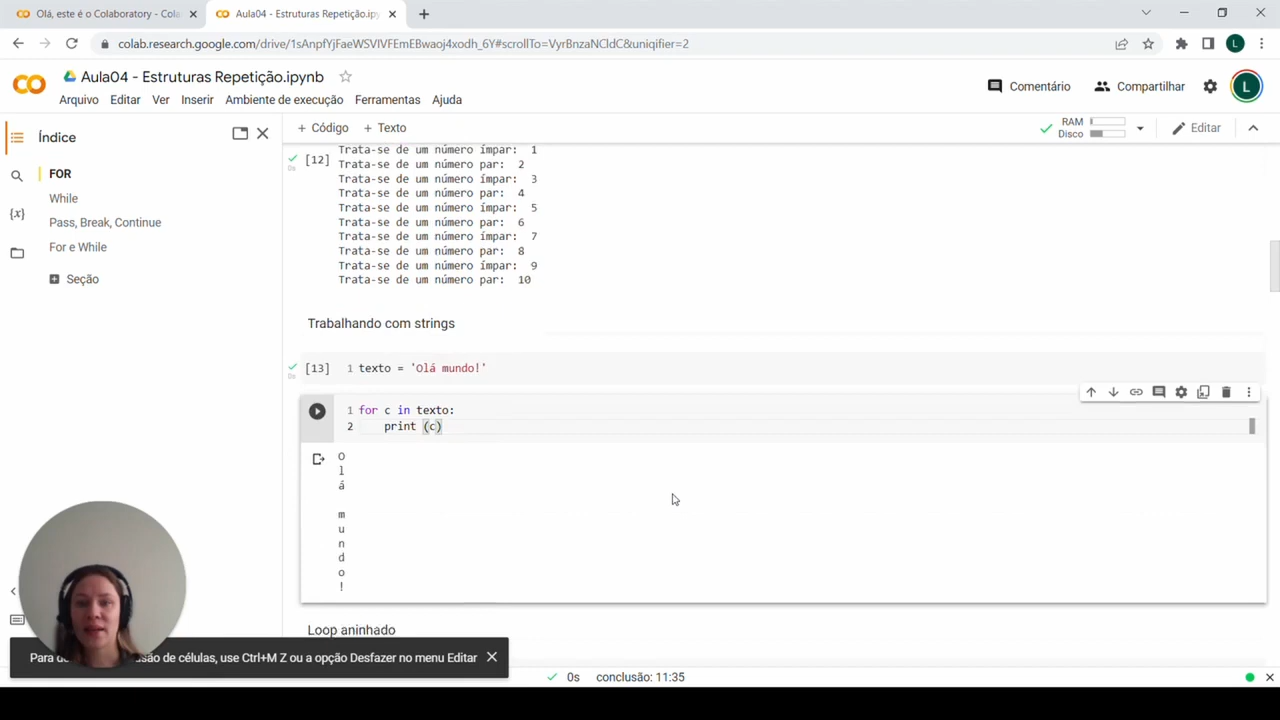 Olá, este é o Colaboratory - Cola
Aula04 - Estruturas Repetição.ipyn
colab.research.google.com/drive/1sAnpfYjFaeWSVIVFEmEBwaoj4xodh_6Y#scrollTo=VyrBnzaNCldC&uniqifier=2
L
Aula04 - Estruturas Repetição.ipynb
Arquivo Editar Ver Inserir Ambiente de execução Ferramentas Ajuda
Comentário
Compartilhar
L
Índice
FOR
While
Pass, Break, Continue
For e While
Seção
{x}
+ Código + Texto
RAM
Disco
Editar
[12]
Trata-se de um número ímpar: 1
Trata-se de um número par: 2
Trata-se de um número ímpar: 3
Trata-se de um número par: 4
Trata-se de um número ímpar: 5
Trata-se de um número par: 6
Trata-se de um número ímpar: 7
Trata-se de um número par: 8
Trata-se de um número ímpar: 9
Trata-se de um número par: 10
0s
Trabalhando com strings
[13] 1 texto = 'Olá mundo!'
0s
1 for c in texto:
2 print (c)
O
l
á
m
u
n
d
o
!
Loop aninhado
Para de
são de células, use Ctrl+M Z ou a opção Desfazer no menu Editar
0s conclusão: 11:35